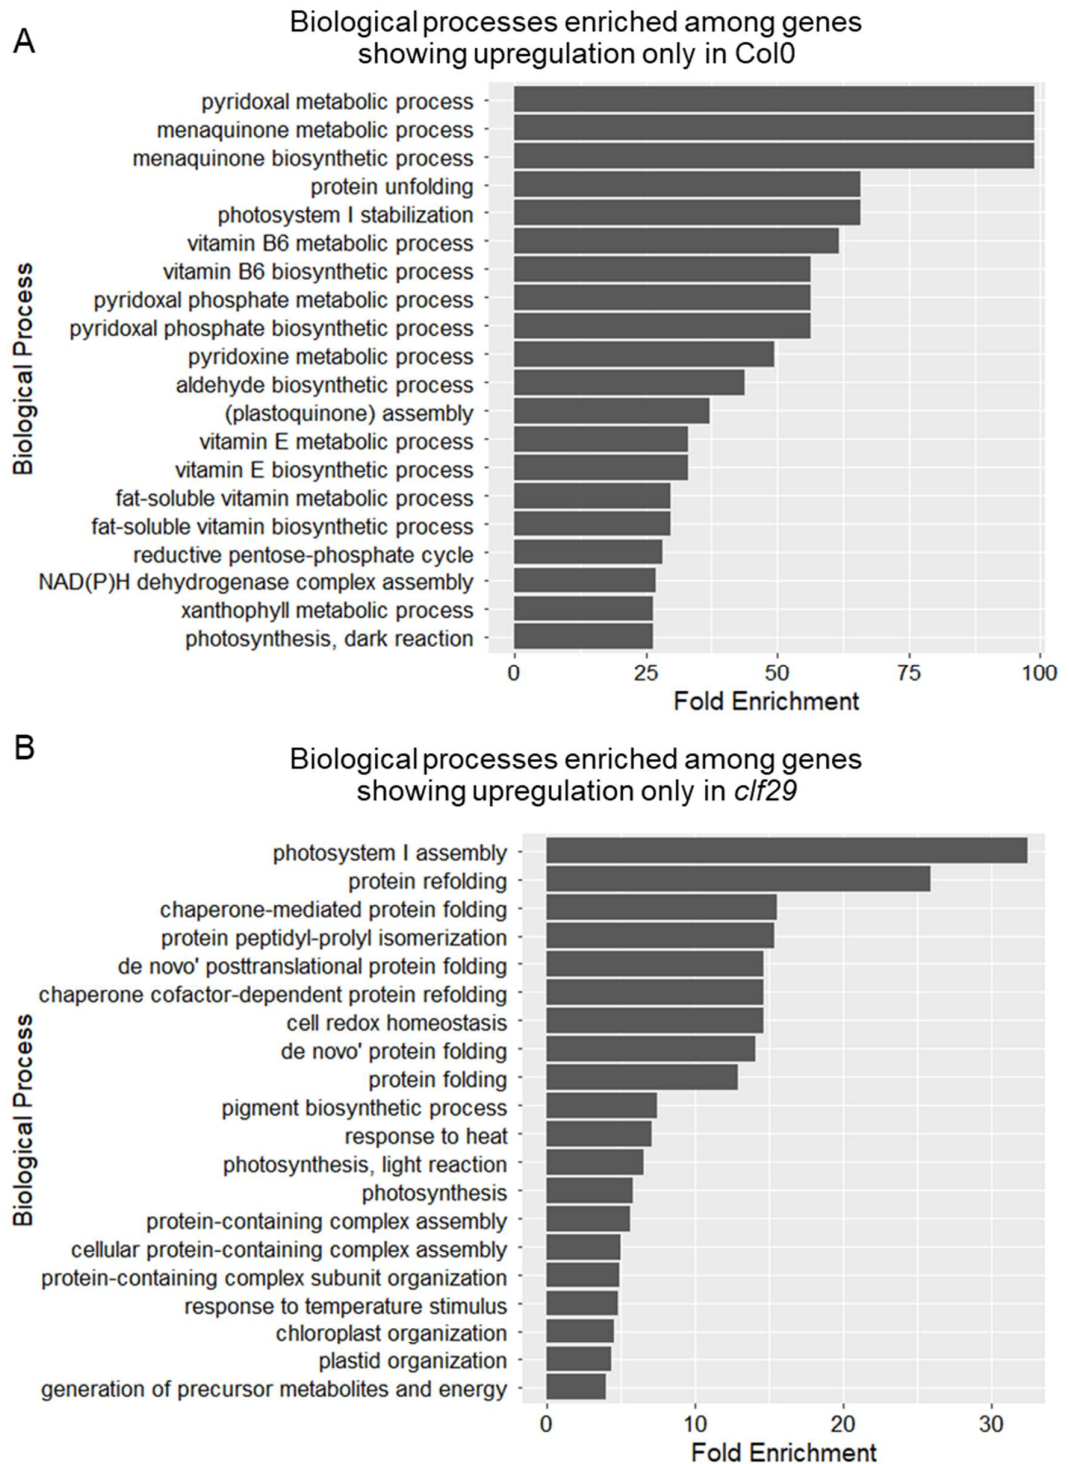 A
Biological processes enriched among genes
showing upregulation only in Col0
pyridoxal metabolic process
menaquinone metabolic process
menaquinone biosynthetic process
protein unfolding
photosystem I stabilization
vitamin B6 metabolic process
vitamin B6 biosynthetic process
pyridoxal phosphate metabolic process
pyridoxal phosphate biosynthetic process
pyridoxine metabolic process
aldehyde biosynthetic process
(plastoquinone) assembly
vitamin E metabolic process
vitamin E biosynthetic process
fat-soluble vitamin metabolic process
fat-soluble vitamin biosynthetic process
reductive pentose-phosphate cycle
NAD(P)H dehydrogenase complex assembly
xanthophyll metabolic process
photosynthesis, dark reaction
Biological Process
0 25 50 75 100
Fold Enrichment
B
Biological processes enriched among genes
showing upregulation only in clf29
photosystem I assembly
protein refolding
chaperone-mediated protein folding
protein peptidyl-prolyl isomerization
de novo' posttranslational protein folding
chaperone cofactor-dependent protein refolding
cell redox homeostasis
de novo' protein folding
protein folding
pigment biosynthetic process
response to heat
photosynthesis, light reaction
photosynthesis
protein-containing complex assembly
cellular protein-containing complex assembly
protein-containing complex subunit organization
response to temperature stimulus
chloroplast organization
plastid organization
generation of precursor metabolites and energy
Biological Process
0 10 20 30
Fold Enrichment